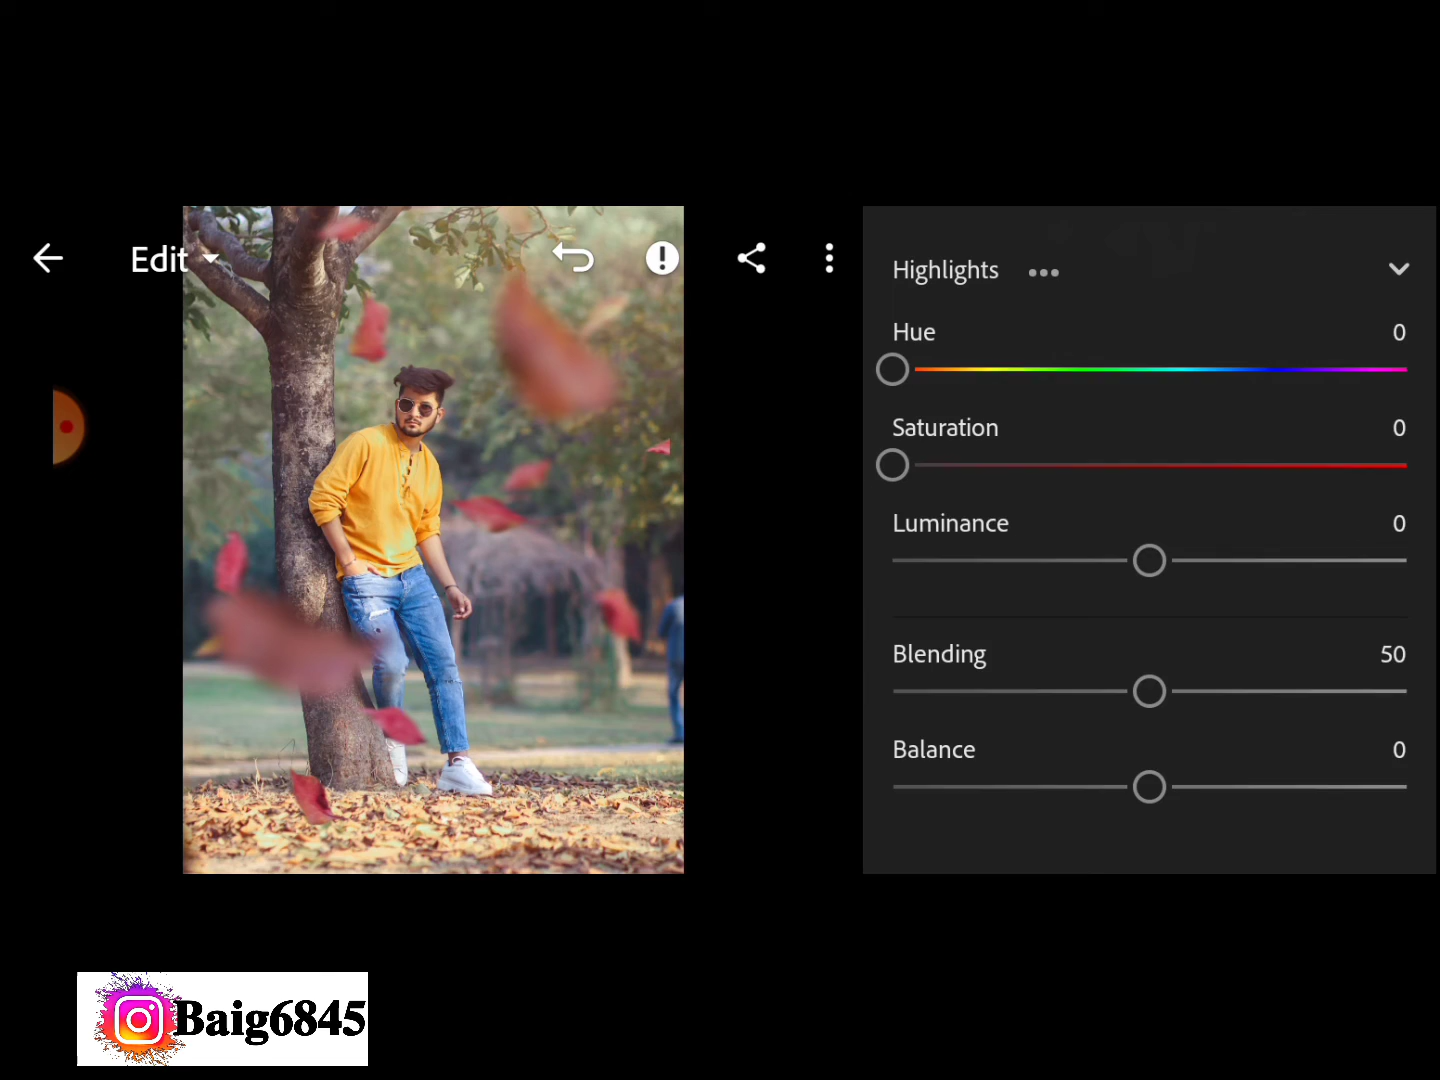 Edit
Highlights
Hue 0
Saturation 0
Luminance 0
Blending 50
Balance 0
Baig6845